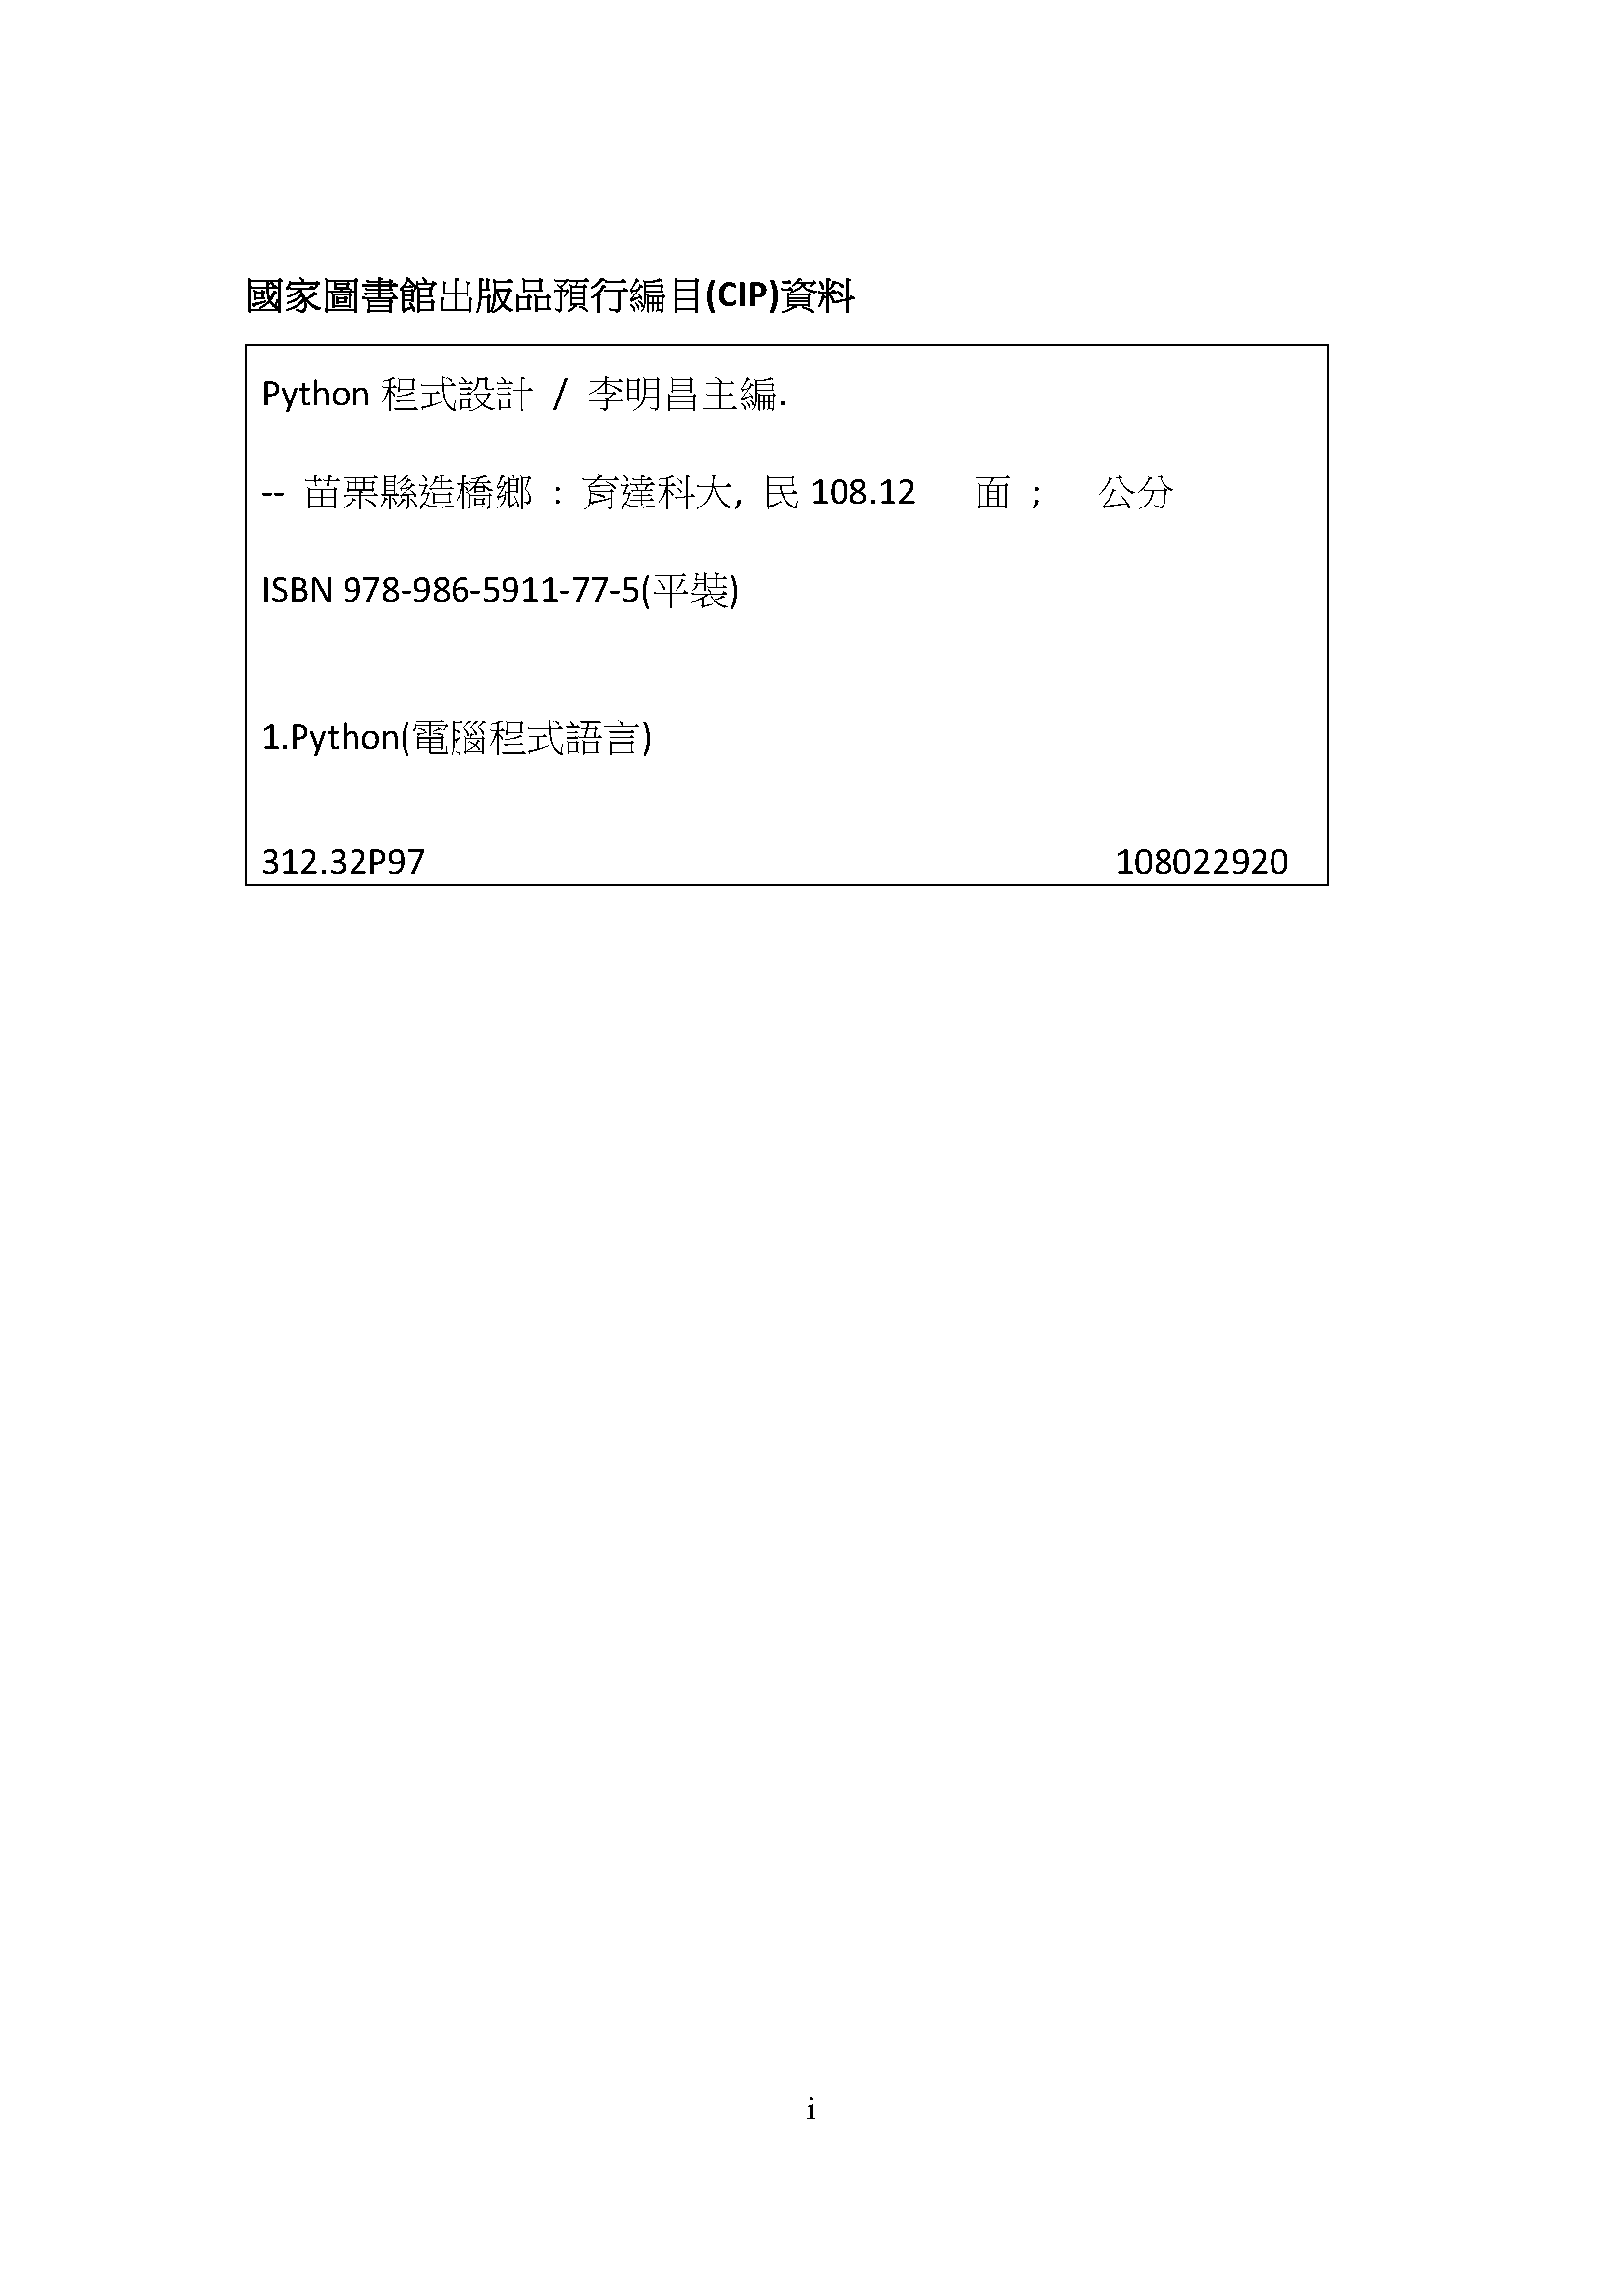 國家圖書館出版品預行編目(CIP)資料
Python 程式設計 / 李明昌主編.
-- 苗栗縣造橋鄉 : 育達科大, 民 108.12 面 ; 公分
ISBN 978-986-5911-77-5(平裝)
1.Python(電腦程式語言)
312.32P97 108022920
i